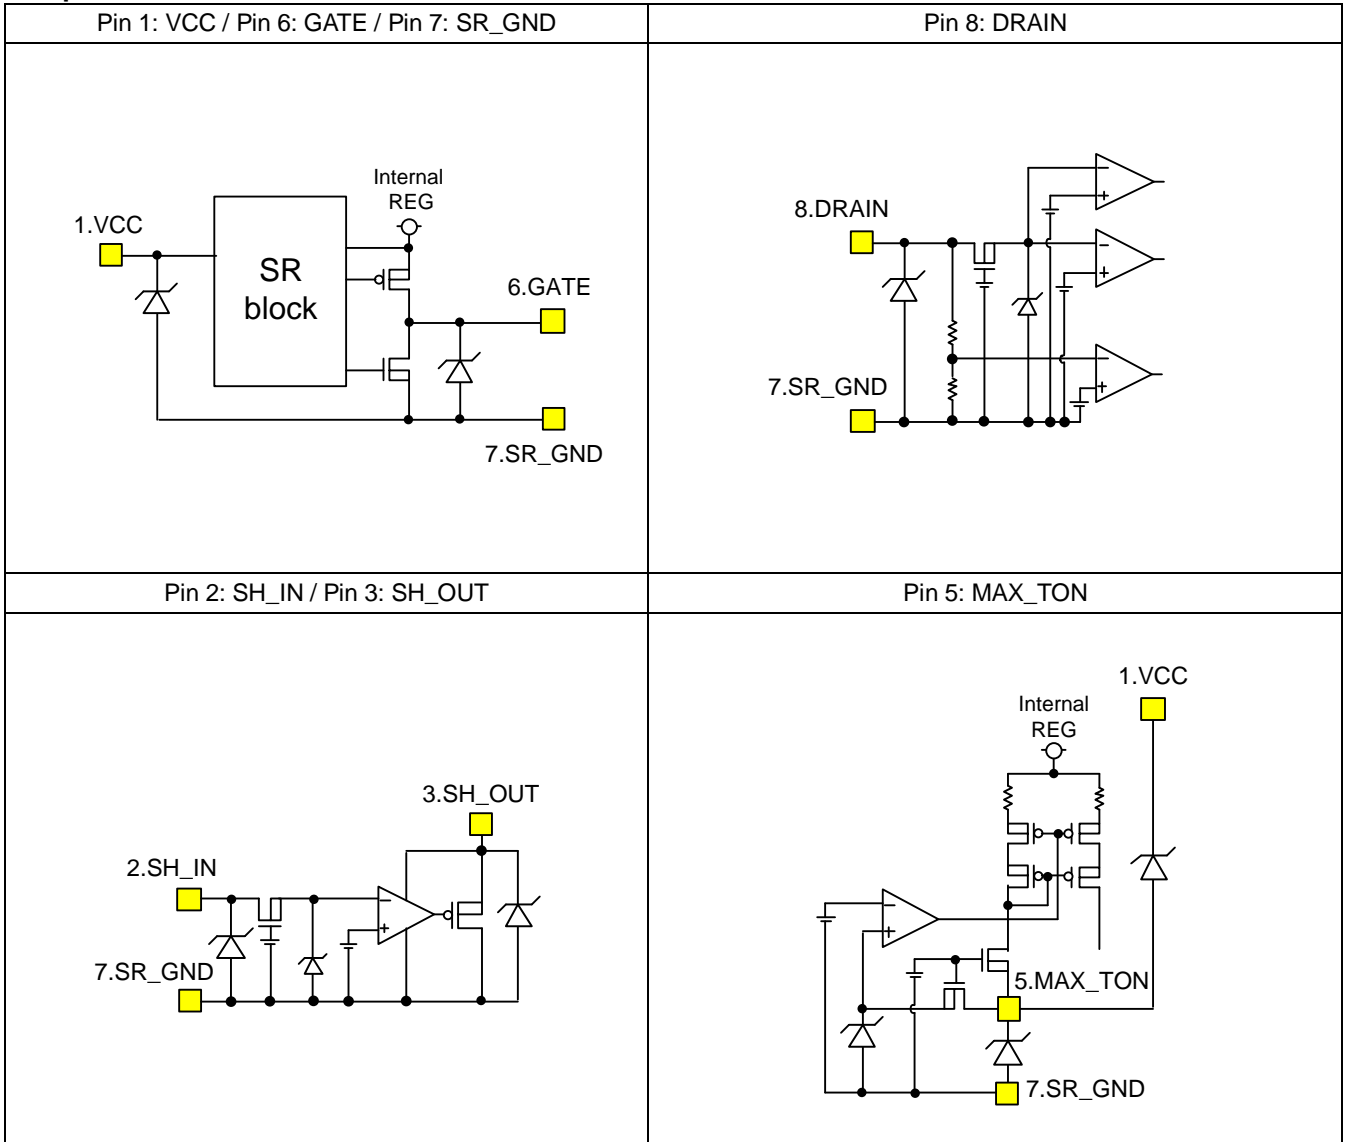 Pin 1: VCC / Pin 6: GATE / Pin 7: SR_GND
Pin 8: DRAIN
Internal
REG
1.VCC
SR
block
6.GATE
7.SR_GND
8.DRAIN
7.SR_GND
Pin 2: SH_IN / Pin 3: SH_OUT
Pin 5: MAX_TON
3.SH_OUT
2.SH_IN
7.SR_GND
1.VCC
Internal
REG
5.MAX_TON
7.SR_GND